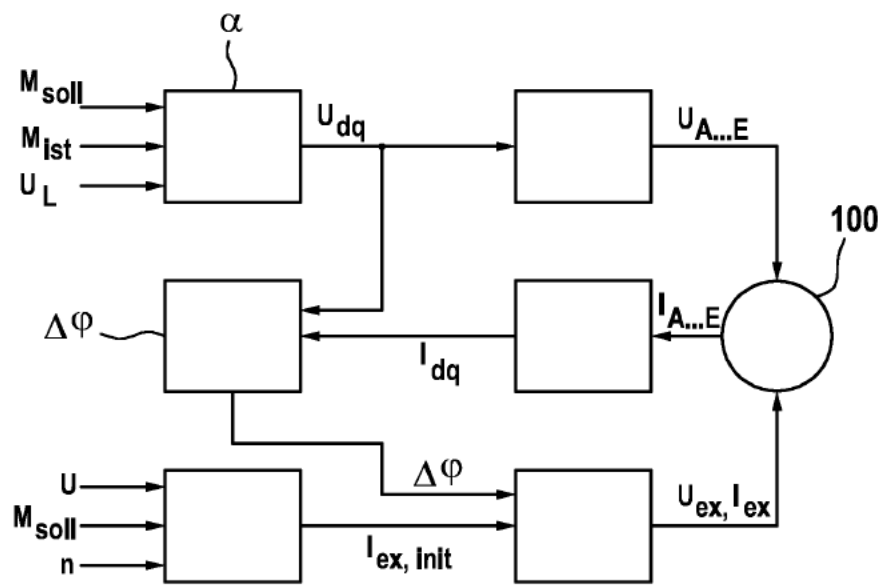 α
M_soll
M_ist
U_L
U_dq
U_A...E
100
Δφ
I_dq
I_A...E
Δφ
U
M_soll
n
I_ex, init
U_ex, I_ex